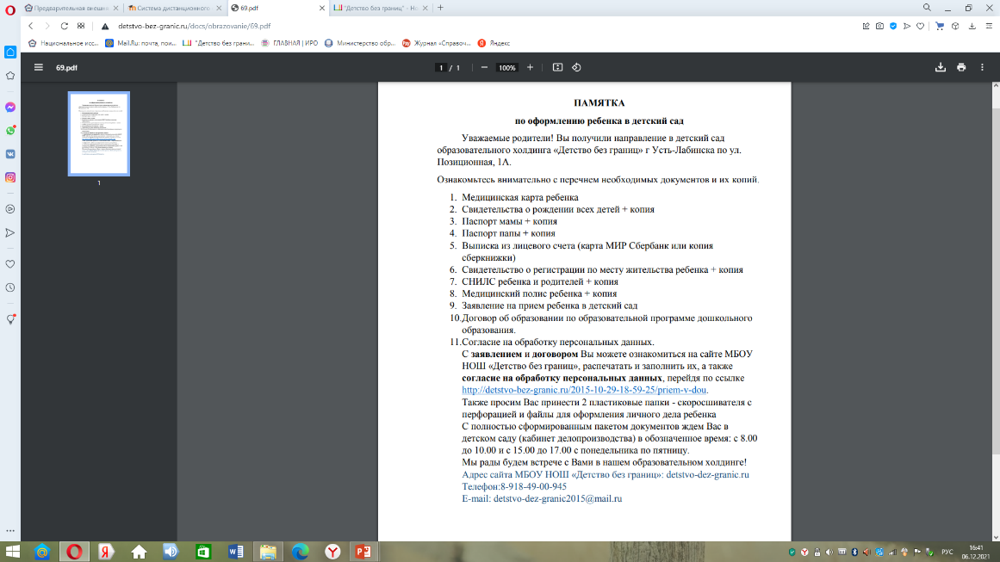 Предварительная внешн
Система дистанционного
69.pdf
"Детство без границ" - Но
detstvo-bez-granic.ru/docs/obrazovanie/69.pdf
Национальное исс...
Mail.Ru: почта, пои...
"Детство без грани...
ГЛАВНАЯ | ИРО
Министерство обр...
Журнал «Справоч...
Яндекс
69.pdf
1 / 1
100%
1
ПАМЯТКА
по оформлению ребенка в детский сад
Уважаемые родители! Вы получили направление в детский сад
образовательного холдинга «Детство без границ» г Усть-Лабинска по ул.
Позиционная, 1А.
Ознакомьтесь внимательно с перечнем необходимых документов и их копий.
1. Медицинская карта ребенка
2. Свидетельства о рождении всех детей + копия
3. Паспорт мамы + копия
4. Паспорт папы + копия
5. Выписка из лицевого счета (карта МИР Сбербанк или копия
сберкнижки)
6. Свидетельство о регистрации по месту жительства ребенка + копия
7. СНИЛС ребенка и родителей + копия
8. Медицинский полис ребенка + копия
9. Заявление на прием ребенка в детский сад
10.Договор об образовании по образовательной программе дошкольного
образования.
11.Согласие на обработку персональных данных.
С заявлением и договором Вы можете ознакомиться на сайте МБОУ
НОШ «Детство без границ», распечатать и заполнить их, а также
согласие на обработку персональных данных, перейдя по ссылке
http://detstvo-bez-granic.ru/2015-10-29-18-59-25/priem-v-dou.
Также просим Вас принести 2 пластиковые папки - скоросшивателя с
перфорацией и файлы для оформления личного дела ребенка
С полностью сформированным пакетом документов ждем Вас в
детском саду (кабинет делопроизводства) в обозначенное время: с 8.00
до 10.00 и с 15.00 до 17.00 с понедельника по пятницу.
Мы рады будем встрече с Вами в нашем образовательном холдинге!
Адрес сайта МБОУ НОШ «Детство без границ»: detstvo-dez-granic.ru
Телефон:8-918-49-00-945
E-mail: detstvo-dez-granic2015@mail.ru
РУС
16:41
06.12.2021